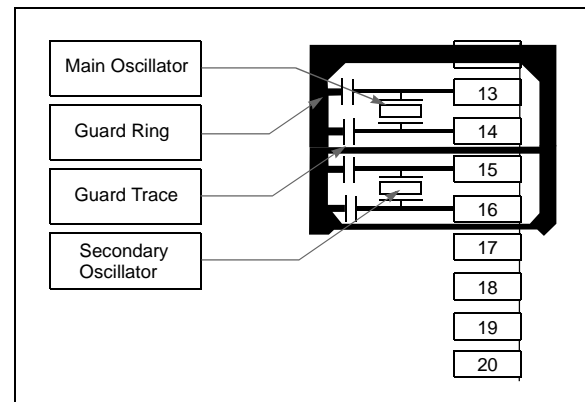 Main Oscillator
Guard Ring
Guard Trace
Secondary
Oscillator
13
14
15
16
17
18
19
20